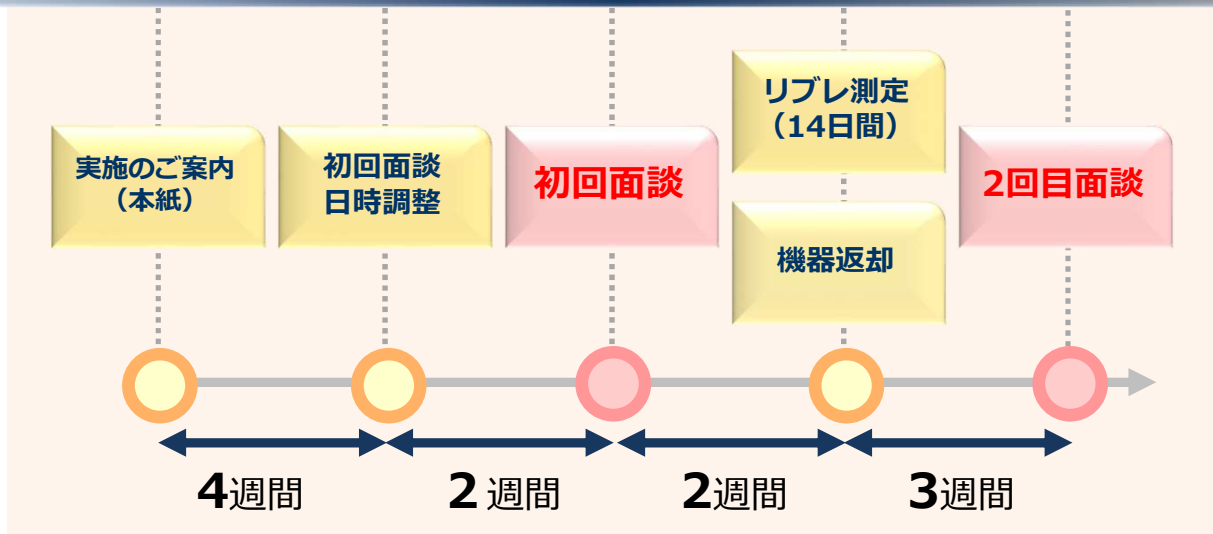 実施のご案内
（本紙）
初回面談
日時調整
初回面談
リブレ測定
（14日間）
機器返却
2回目面談
4週間
2 週間
2週間
3週間